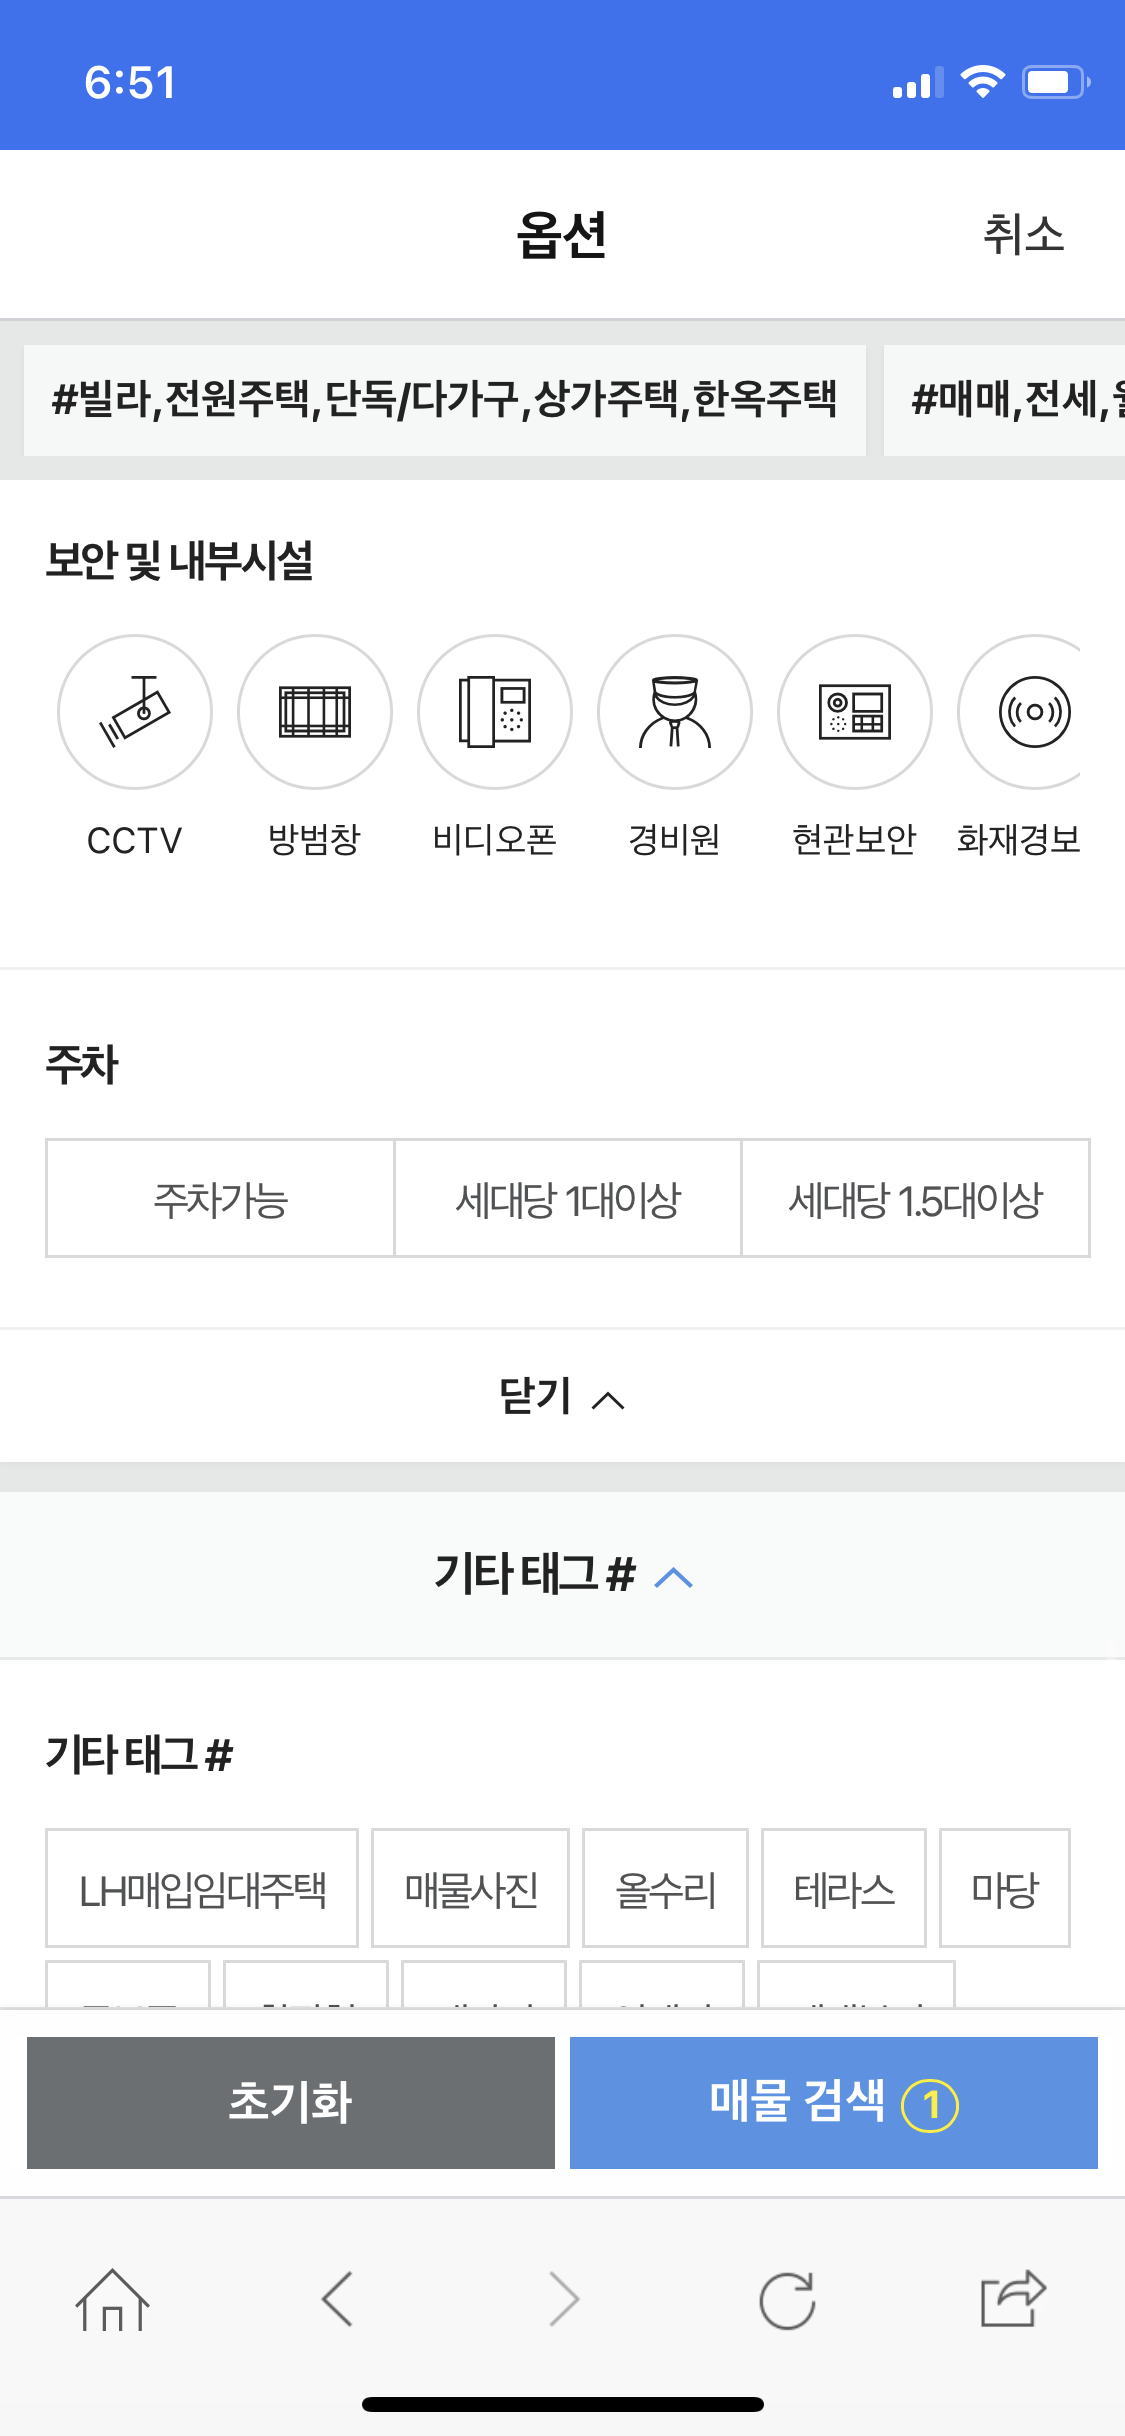 6:51
옵션
취소
#빌라,전원주택,단독/다가구,상가주택,한옥주택
#매매,전세,
보안 및 내부시설
CCTV
방범창
비디오폰
경비원
현관보안
화재경보
주차
주차가능
세대당 1대이상
세대당 1.5대이상
닫기
기타 태그 #
기타 태그 #
LH매입임대주택
매물사진
올수리
테라스
마당
초기화
매물 검색 1